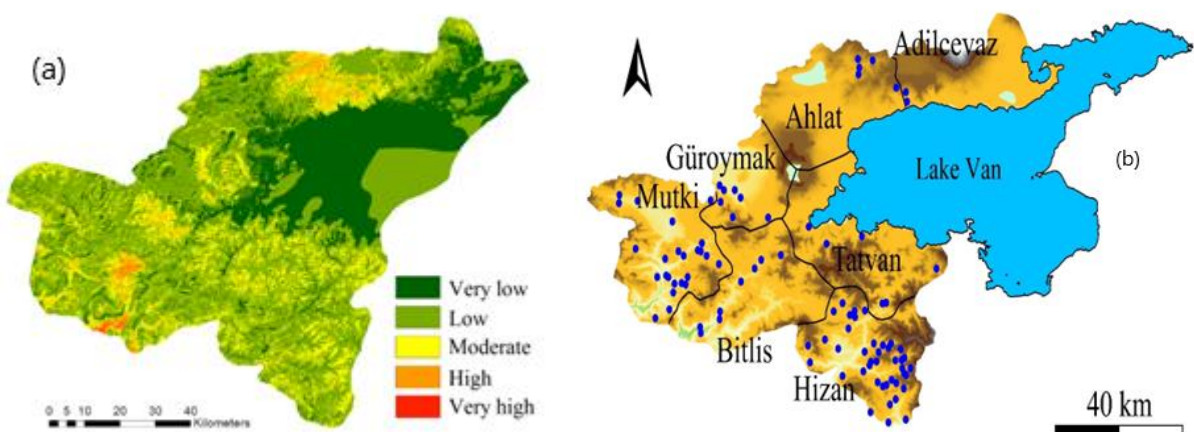 (a)
Very low
Low
Moderate
High
Very high
0 5 10 20 30 40
Kilometers
Adilcevaz
Ahlat
Güroymak
Mutki
Lake Van
(b)
Tatvan
Bitlis
Hizan
40 km